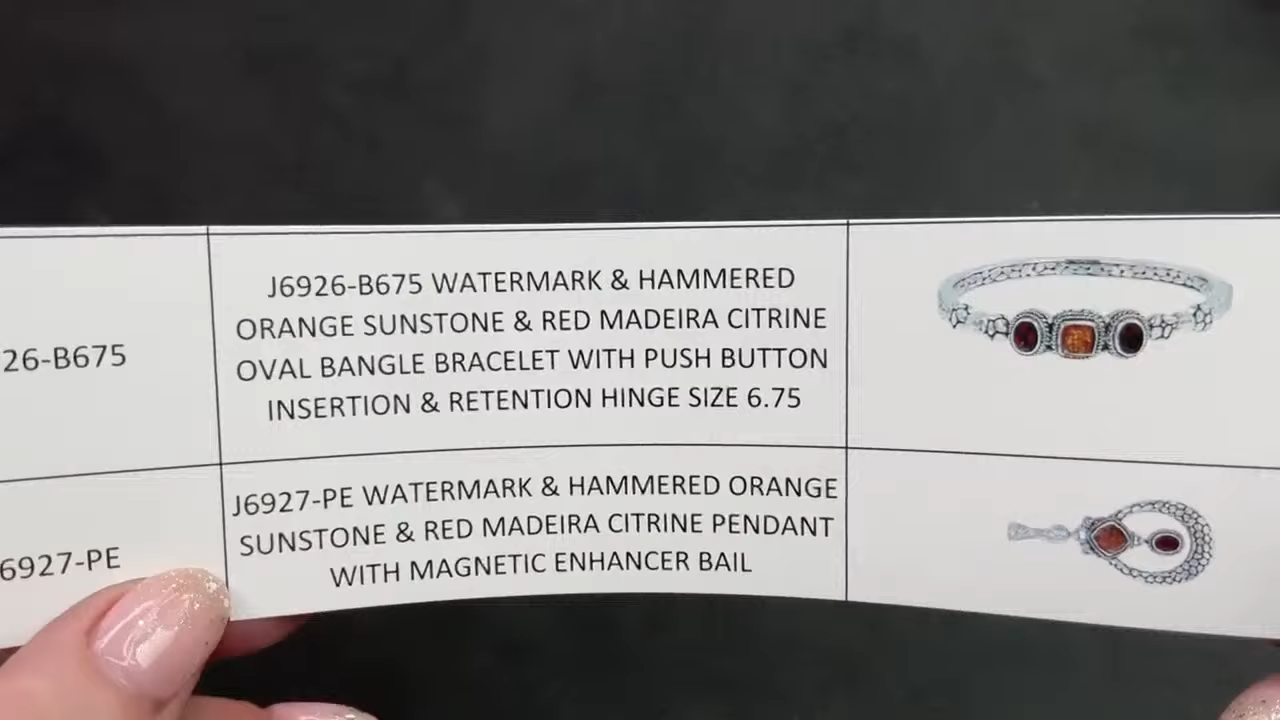 26-B675
J6926-B675 WATERMARK & HAMMERED
ORANGE SUNSTONE & RED MADEIRA CITRINE
OVAL BANGLE BRACELET WITH PUSH BUTTON
INSERTION & RETENTION HINGE SIZE 6.75
6927-PE
J6927-PE WATERMARK & HAMMERED ORANGE
SUNSTONE & RED MADEIRA CITRINE PENDANT
WITH MAGNETIC ENHANCER BAIL